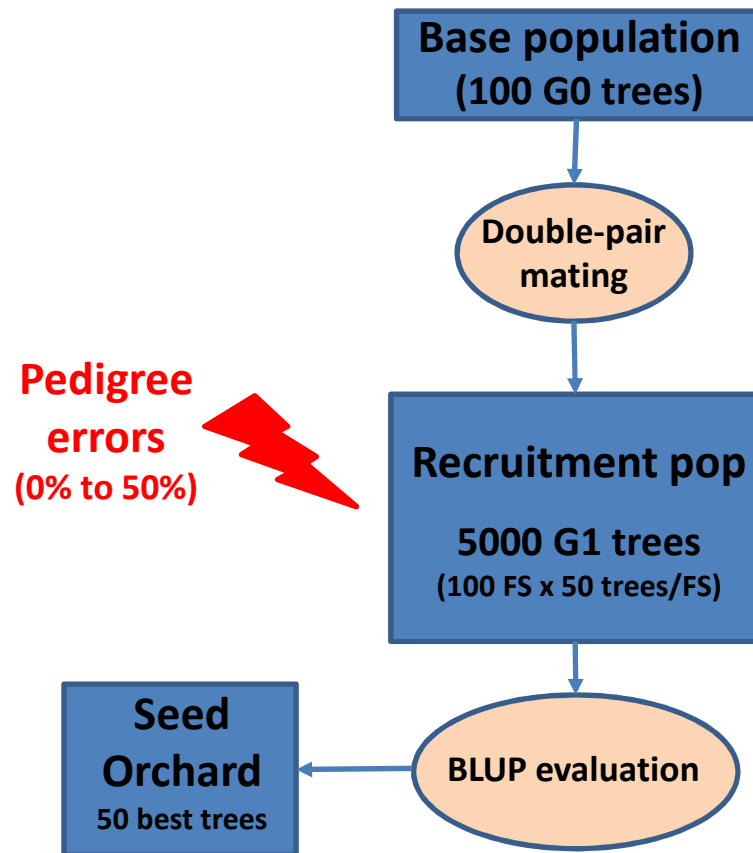 Base population
(100 G0 trees)
Double-pair
mating
Pedigree
errors
(0% to 50%)
Recruitment pop
5000 G1 trees
(100 FS x 50 trees/FS)
Seed
Orchard
50 best trees
BLUP evaluation